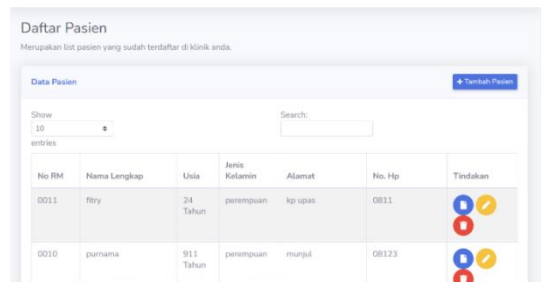 Daftar Pasien
Merupakan list pasien yang sudah terdaftar di klinik anda.
Data Pasien
+ Tambah Pasien
Show
10
entries
Search:
No RM Nama Lengkap Usia Jenis Kelamin Alamat No. Hp Tindakan
0011 fitry 24 Tahun perempuan kp upas 0811
0010 purnama 911 Tahun perempuan munjul 08123